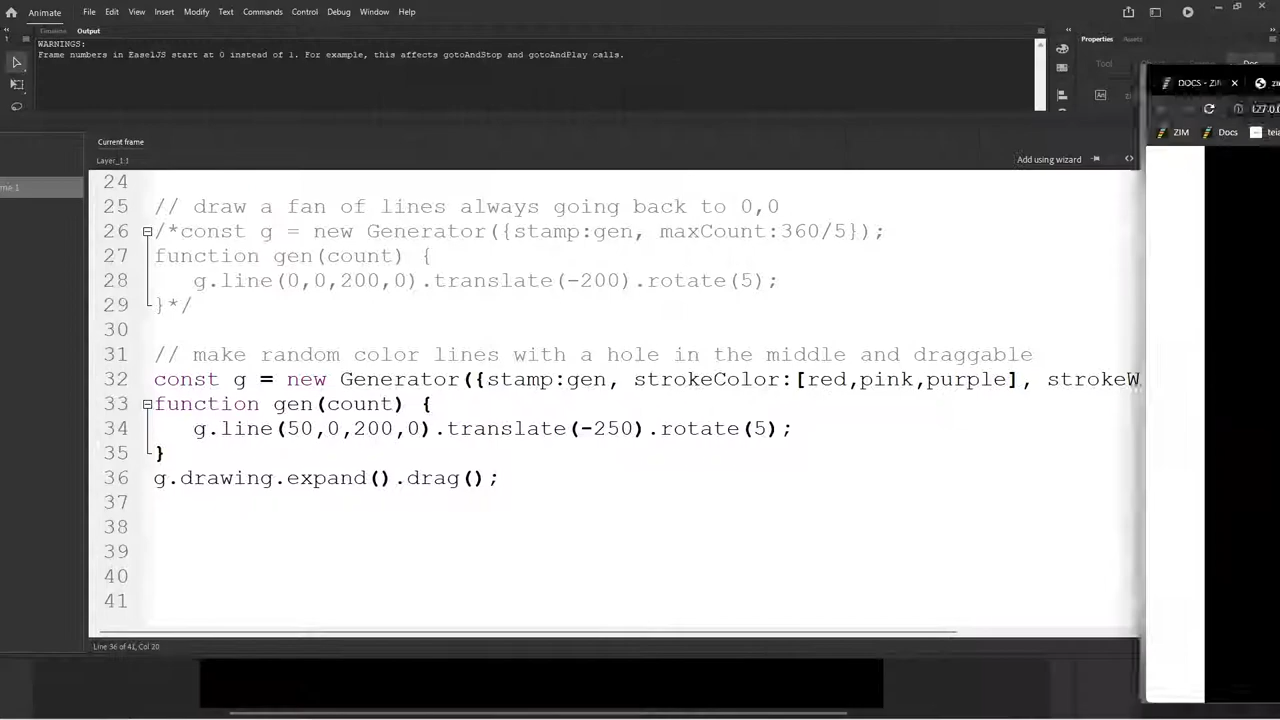 Animate File Edit View Insert Modify Text Commands Control Debug Window Help
Output
WARNINGS:
Frame numbers in EaselJS start at 0 instead of 1. For example, this affects gotoAndStop and gotoAndPlay calls.
Properties Assets
Tool
DOCS - ZIM
127.0.0
ZIM Docs teia
Current frame
Layer_1:1
Add using wizard
24
25 // draw a fan of lines always going back to 0,0
26 /*const g = new Generator({stamp:gen, maxCount:360/5});
27 function gen(count) {
28 g.line(0,0,200,0).translate(-200).rotate(5);
29 }*/
30
31 // make random color lines with a hole in the middle and draggable
32 const g = new Generator({stamp:gen, strokeColor:[red,pink,purple], strokeW
33 function gen(count) {
34 g.line(50,0,200,0).translate(-250).rotate(5);
35 }
36 g.drawing.expand().drag();
37
38
39
40
41
Line 36 of 41, Col 20